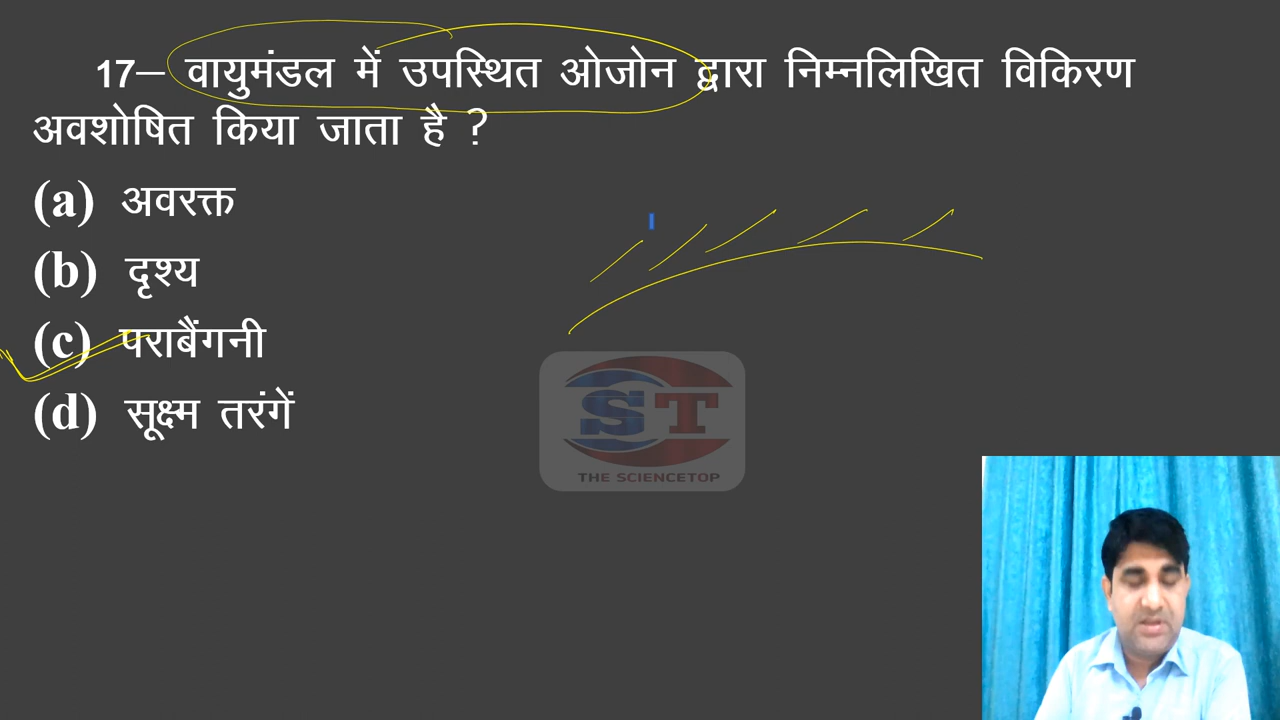 17– वायुमंडल में उपस्थित ओजोन द्वारा निम्नलिखित विकिरण
अवशोषित किया जाता है ?
(a) अवरक्त
(b) दृश्य
(c) पराबैंगनी
(d) सूक्ष्म तरंगें
ST
THE SCIENCETOP